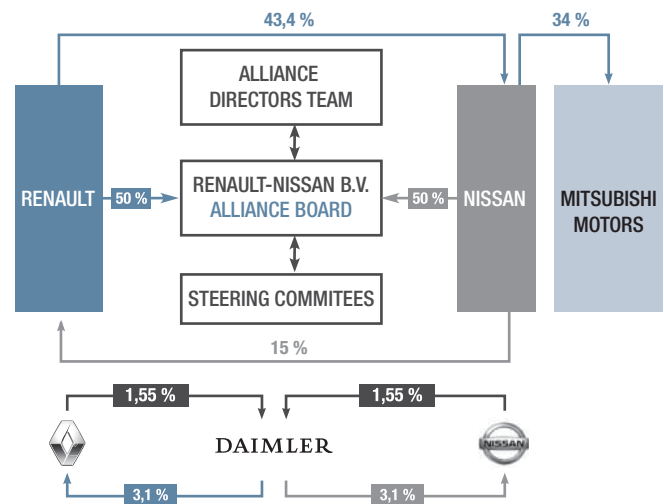 43,4 %
34 %
ALLIANCE
DIRECTORS TEAM
RENAULT
50 %
RENAULT-NISSAN B.V.
ALLIANCE BOARD
50 %
NISSAN
MITSUBISHI
MOTORS
STEERING COMMITEES
15 %
1,55 %
1,55 %
DAIMLER
NISSAN
3,1 %
3,1 %